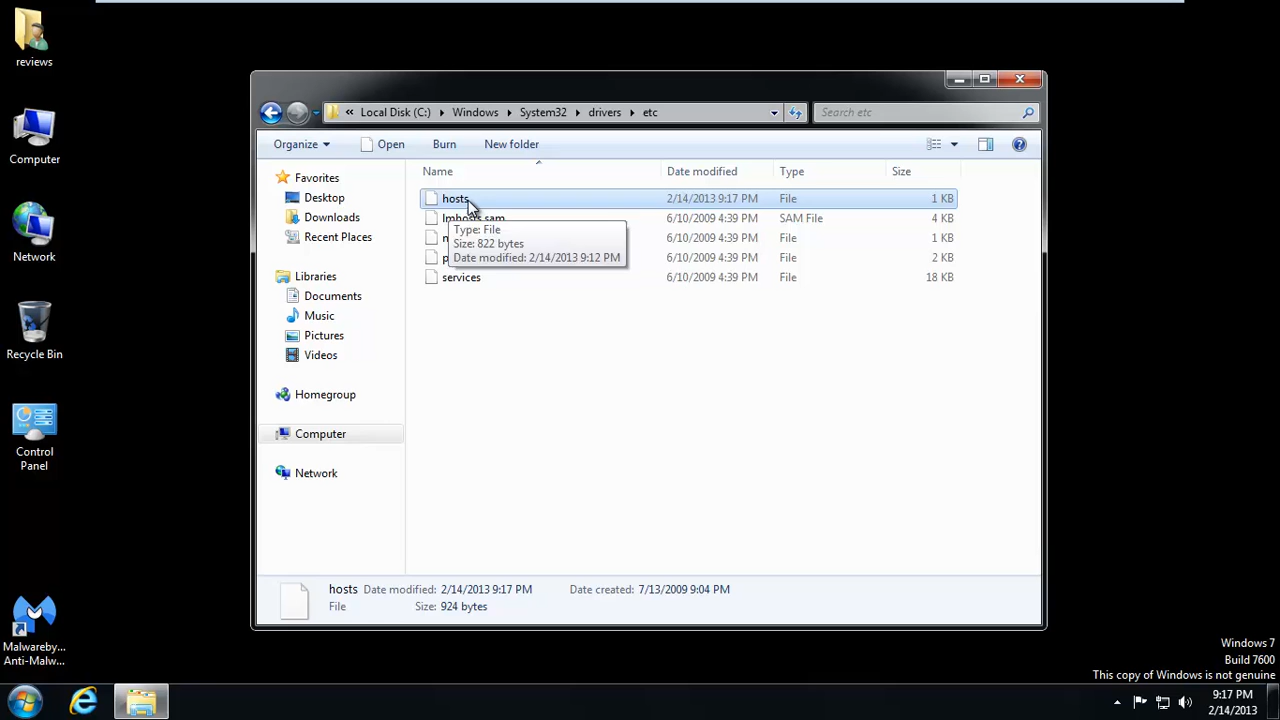 reviews
Computer
Network
Recycle Bin
Control
Panel
Malwareby...
Anti-Malw...
« Local Disk (C:) Windows System32 drivers etc
Search etc
Organize Open Burn New folder
Favorites
Desktop
Downloads
Recent Places
Libraries
Documents
Music
Pictures
Videos
Homegroup
Computer
Network
Name Date modified Type Size
hosts 2/14/2013 9:17 PM File 1 KB
lmhosts.sam 6/10/2009 4:39 PM SAM File 4 KB
6/10/2009 4:39 PM File 1 KB
6/10/2009 4:39 PM File 2 KB
services 6/10/2009 4:39 PM File 18 KB
Type: File
Size: 822 bytes
Date modified: 2/14/2013 9:12 PM
hosts Date modified: 2/14/2013 9:17 PM Date created: 7/13/2009 9:04 PM
File Size: 924 bytes
Windows 7
Build 7600
This copy of Windows is not genuine
9:17 PM
2/14/2013